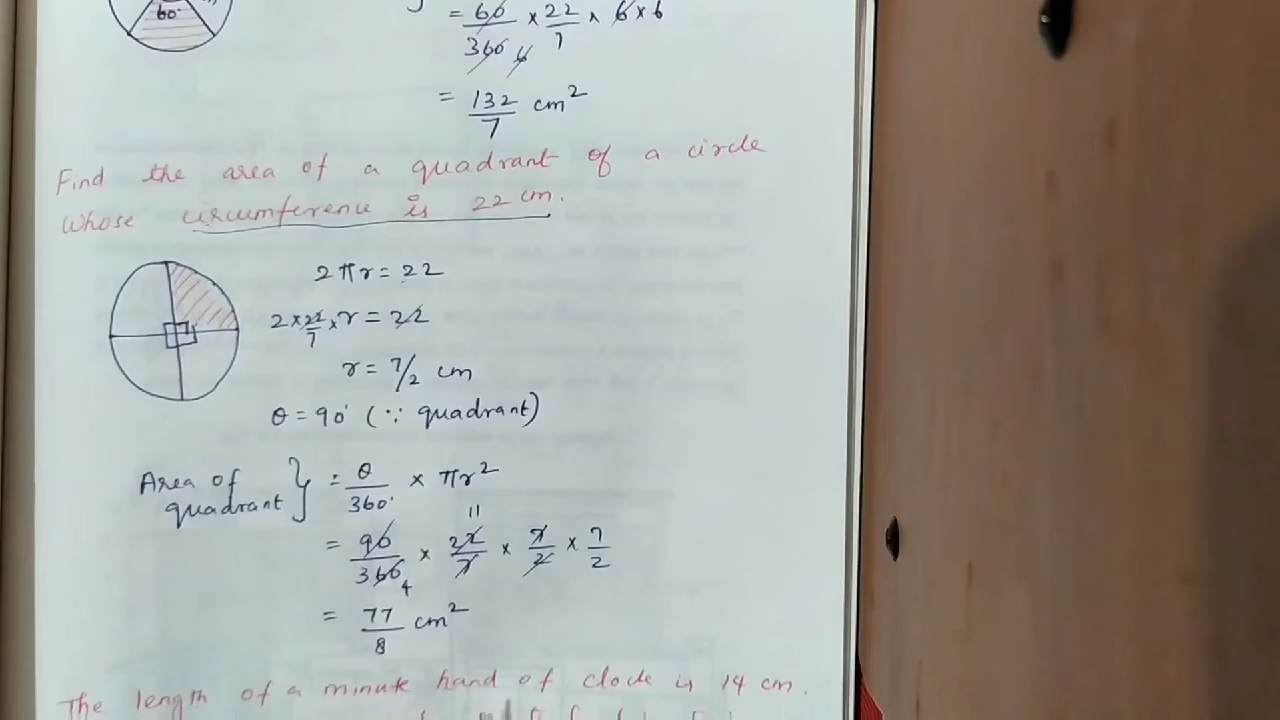 60°
= 60/360 6 × 22/7 × 6 × 6
= 132/7 cm²
Find the area of a quadrant of a circle
whose circumference is 22 cm.
2πr = 22
2 × 22/7 × r = 22
r = 7/2 cm
θ = 90° (∵ quadrant)
Area of quadrant } = θ/360° × πr²
11
= 90/360 4 × 22/7 × 7/2 × 7/2
= 77/8 cm²
The length of a minute hand of clock is 14 cm.